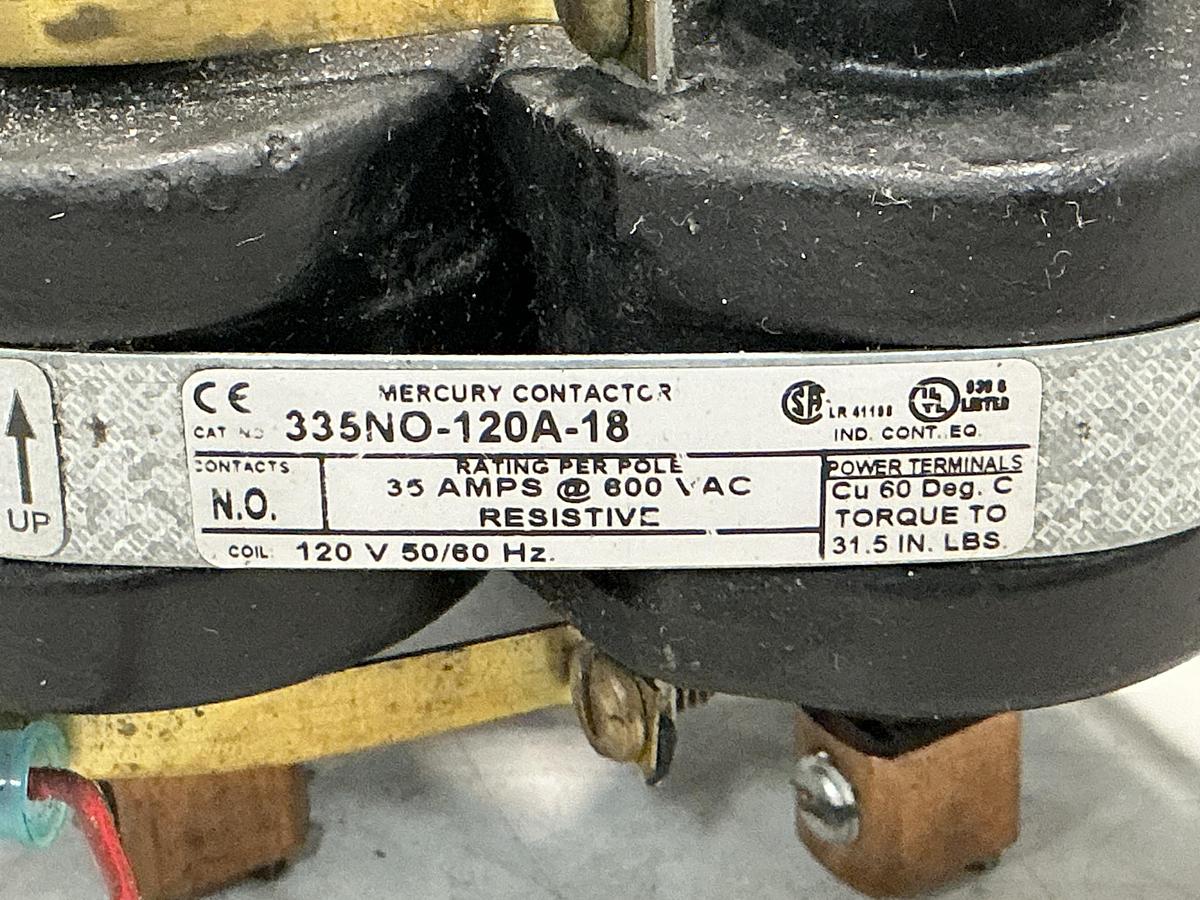 UP
CE MERCURY CONTACTOR
CAT NO 335NO-120A-18
LR 41198
UL LISTED
IND. CONT. EQ.
CONTACTS
N.O.
RATING PER POLE
35 AMPS @ 600 VAC
RESISTIVE
POWER TERMINALS
Cu 60 Deg. C
TORQUE TO
31.5 IN. LBS.
COIL: 120 V 50/60 Hz.